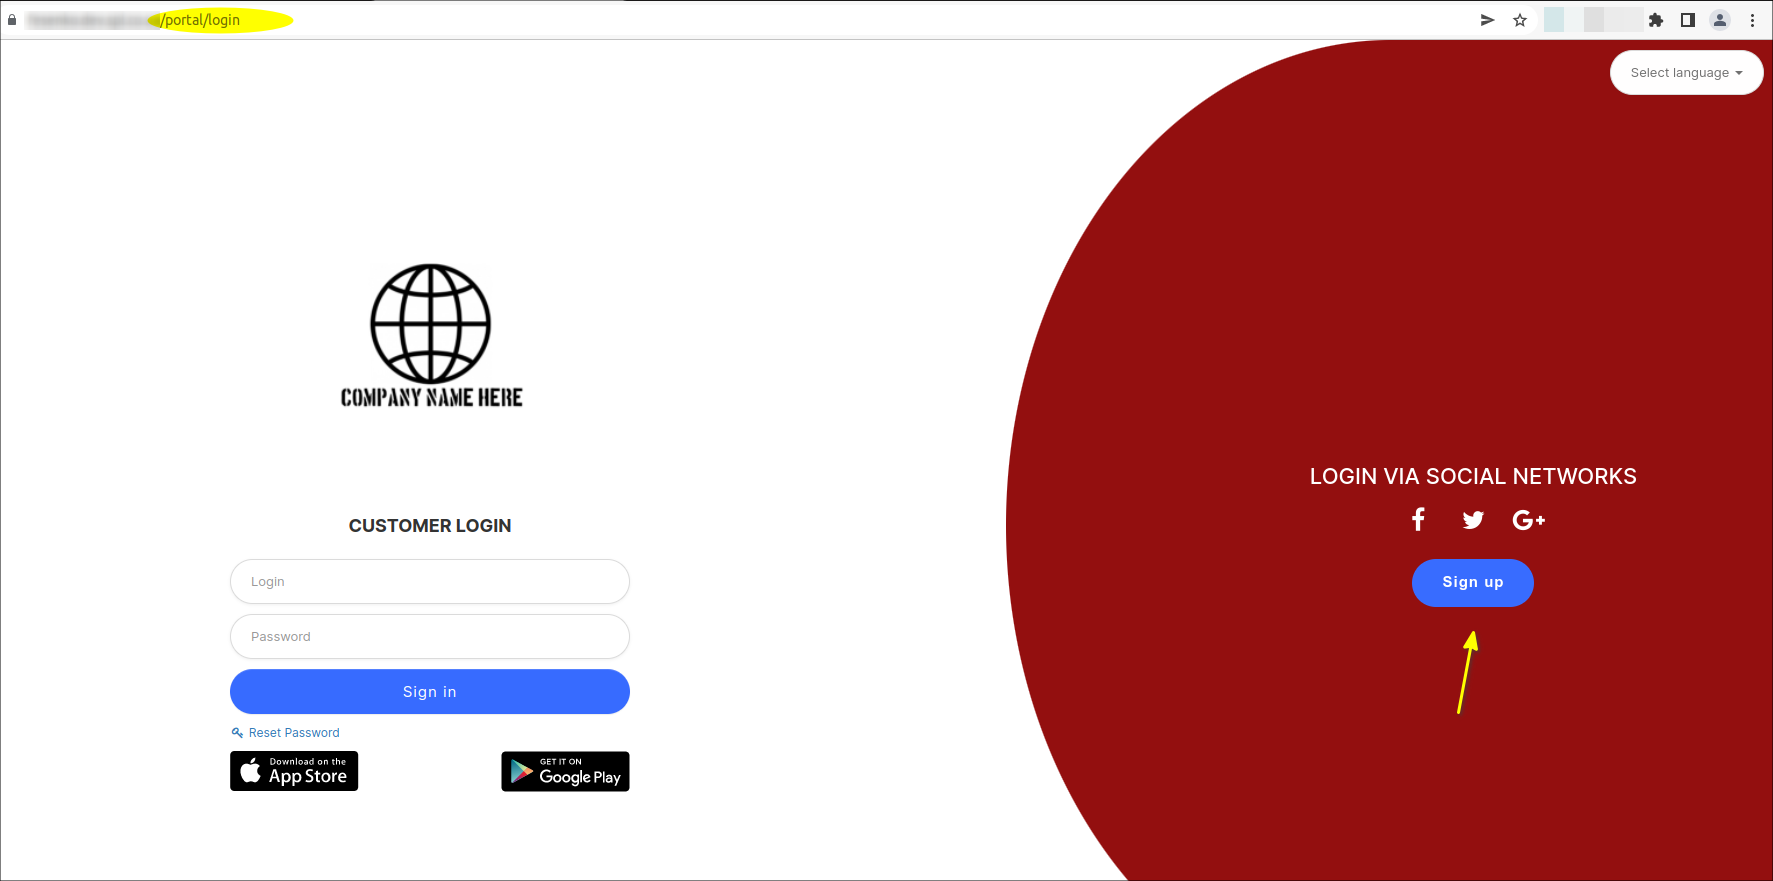 /portal/login
Select language
COMPANY NAME HERE
CUSTOMER LOGIN
Login
Password
Sign in
Reset Password
Download on the
App Store
GET IT ON
Google Play
LOGIN VIA SOCIAL NETWORKS
f
G+
Sign up